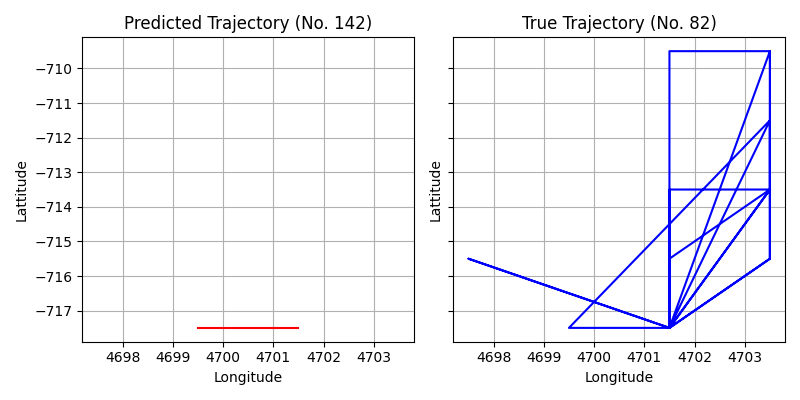 Predicted Trajectory (No. 142)
True Trajectory (No. 82)
Lattitude
−710
−711
−712
−713
−714
−715
−716
−717
4698 4699 4700 4701 4702 4703
Longitude
Lattitude
4698 4699 4700 4701 4702 4703
Longitude